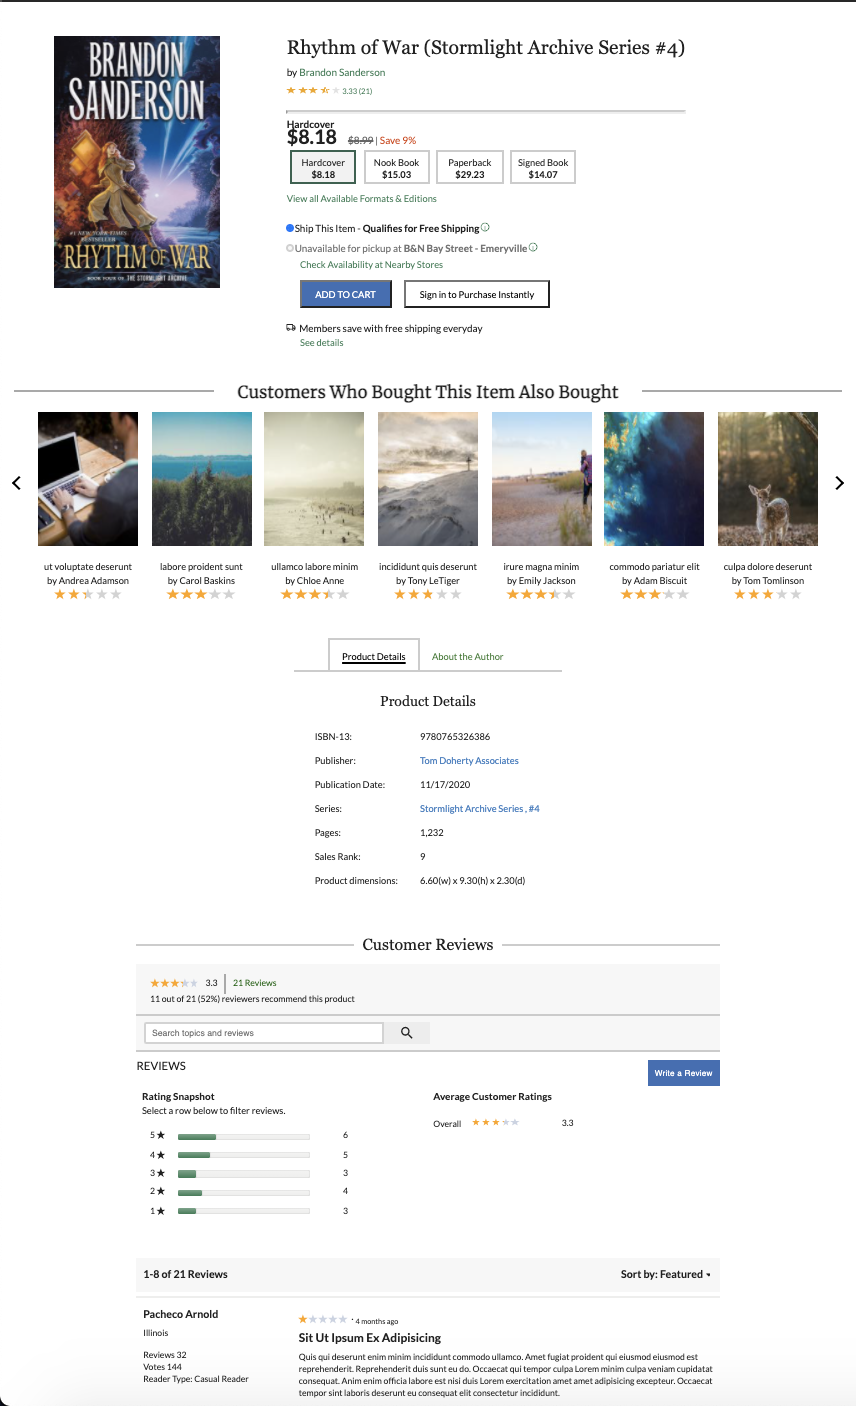 BRANDON
SANDERSON
#1 NEW YORK TIMES
BESTSELLER
RHYTHM OF WAR
BOOK FOUR OF THE STORMLIGHT ARCHIVE
Rhythm of War (Stormlight Archive Series #4)
by Brandon Sanderson
3.33 (21)
Hardcover
$8.18 $8.99 | Save 9%
Hardcover Nook Book Paperback Signed Book
$8.18 $15.03 $29.23 $14.07
View all Available Formats & Editions
Ship This Item - Qualifies for Free Shipping
Unavailable for pickup at B&N Bay Street - Emeryville
Check Availability at Nearby Stores
ADD TO CART Sign in to Purchase Instantly
Members save with free shipping everyday
See details
Customers Who Bought This Item Also Bought
ut voluptate deserunt labore proident sunt ullamco labore minim incididunt quis deserunt irure magna minim commodo pariatur elit culpa dolore deserunt
by Andrea Adamson by Carol Baskins by Chloe Anne by Tony LeTiger by Emily Jackson by Adam Biscuit by Tom Tomlinson
Product Details About the Author
Product Details
ISBN-13: 9780765326386
Publisher: Tom Doherty Associates
Publication Date: 11/17/2020
Series: Stormlight Archive Series , #4
Pages: 1,232
Sales Rank: 9
Product dimensions: 6.60(w) x 9.30(h) x 2.30(d)
Customer Reviews
3.3 21 Reviews
11 out of 21 (52%) reviewers recommend this product
Search topics and reviews
REVIEWS
Write a Review
Rating Snapshot Average Customer Ratings
Select a row below to filter reviews.
Overall 3.3
5★ 6
4★ 5
3★ 3
2★ 4
1★ 3
1-8 of 21 Reviews Sort by: Featured
Pacheco Arnold
· 4 months ago
Illinois
Sit Ut Ipsum Ex Adipisicing
Reviews 32
Votes 144
Reader Type: Casual Reader
Quis qui deserunt enim minim incididunt commodo ullamco. Amet fugiat proident qui eiusmod eiusmod est
reprehenderit. Reprehenderit duis sunt eu do. Occaecat qui tempor culpa Lorem minim culpa veniam cupidatat
consequat. Anim enim officia labore est nisi duis Lorem exercitation amet amet adipisicing excepteur. Occaecat
tempor sint laboris deserunt eu consequat elit consectetur incididunt.